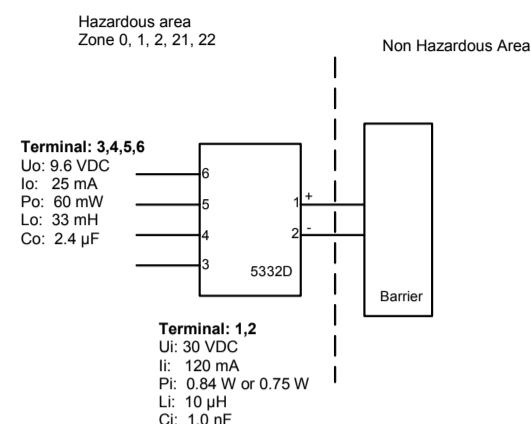 Hazardous area
Zone 0, 1, 2, 21, 22
Non Hazardous Area
Terminal: 3,4,5,6
Uo: 9.6 VDC
Io: 25 mA
Po: 60 mW
Lo: 33 mH
Co: 2.4 µF
6
5
4
3
1
+
2
-
5332D
Barrier
Terminal: 1,2
Ui: 30 VDC
Ii: 120 mA
Pi: 0.84 W or 0.75 W
Li: 10 µH
Ci: 1.0 nF